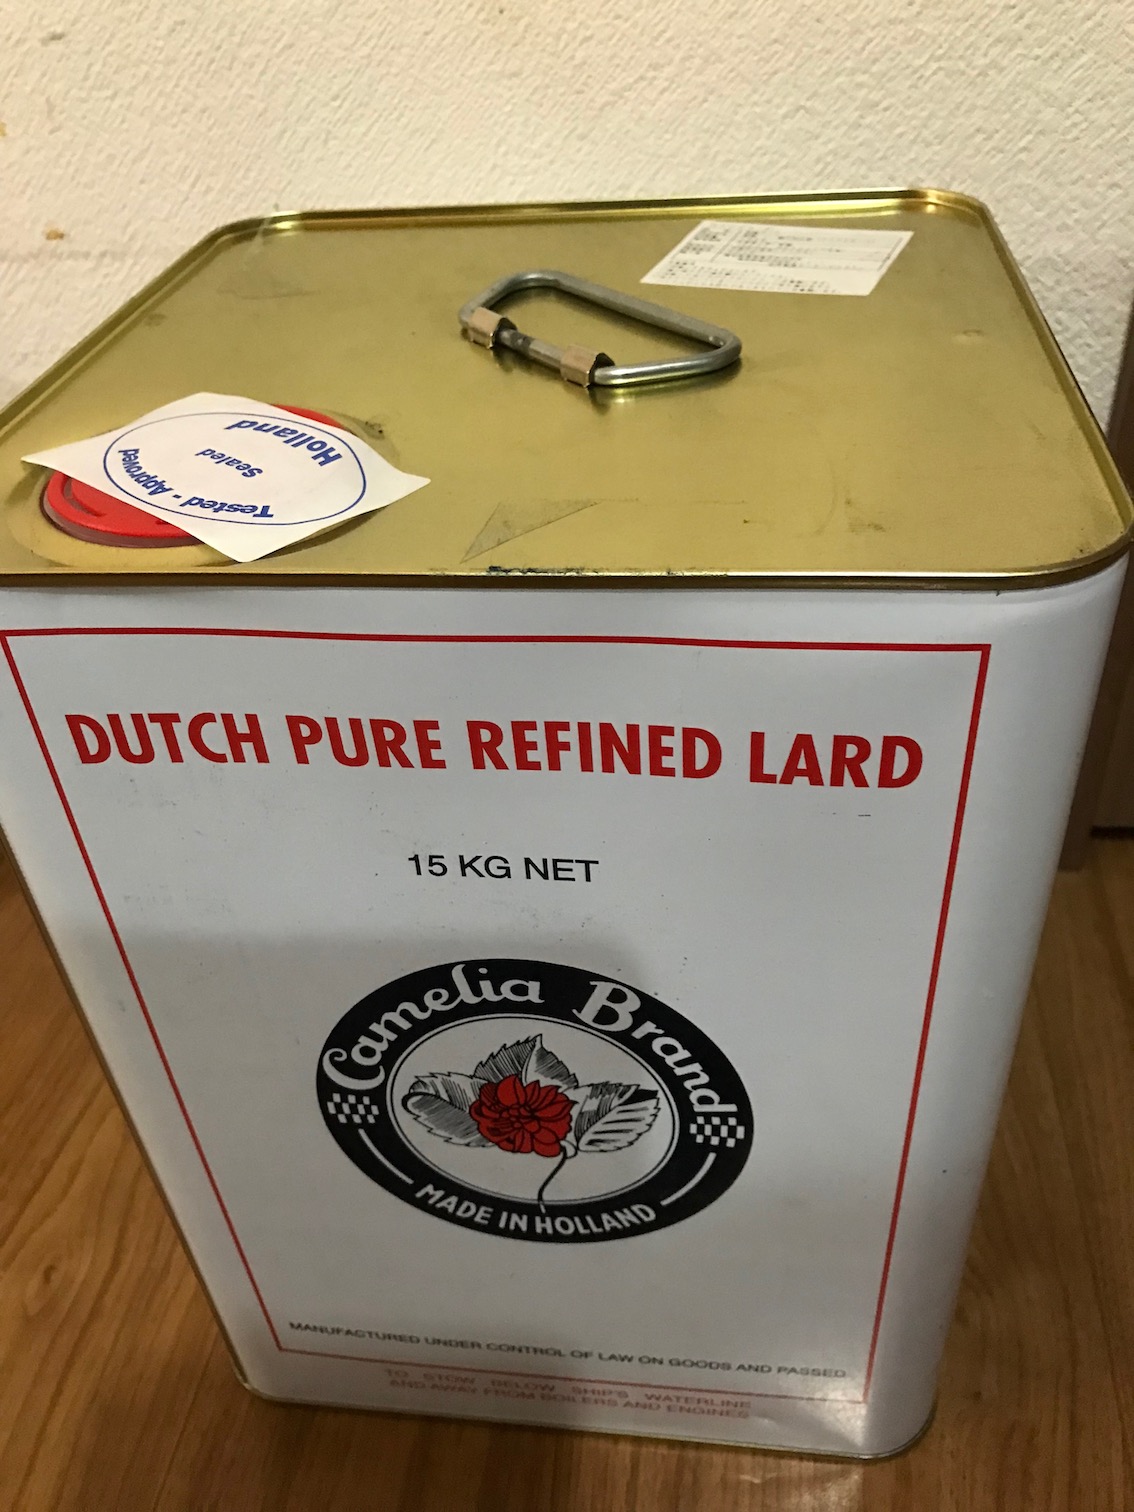 Holland
Sealed
Tested - Approved
DUTCH PURE REFINED LARD
15 KG NET
Camelia Brand
MADE IN HOLLAND
MANUFACTURED UNDER CONTROL OF LAW ON GOODS AND PASSED
TO STOW BELOW SHIP'S WATERLINE
AND AWAY FROM BOILERS AND ENGINES